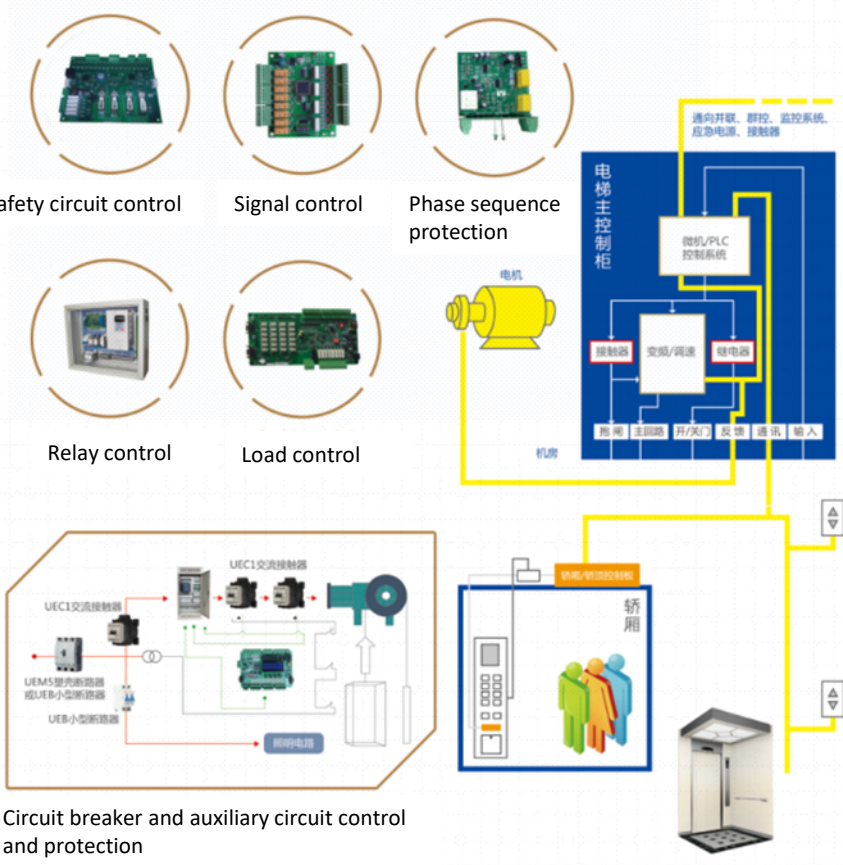 afety circuit control
Signal control
Phase sequence
protection
Relay control
Load control
通向并联、群控、监控系统、
应急电源、接触器
电梯主控制柜
微机/PLC
控制系统
电机
接触器
变频/调速
继电器
抱闸
主回路
开/关门
反馈
通讯
输入
机房
UEC1交流接触器
UEC1交流接触器
UEM5塑壳断路器
或UEB小型断路器
UEB小型断路器
照明电路
轿厢/轿顶控制板
轿厢
Circuit breaker and auxiliary circuit control
and protection